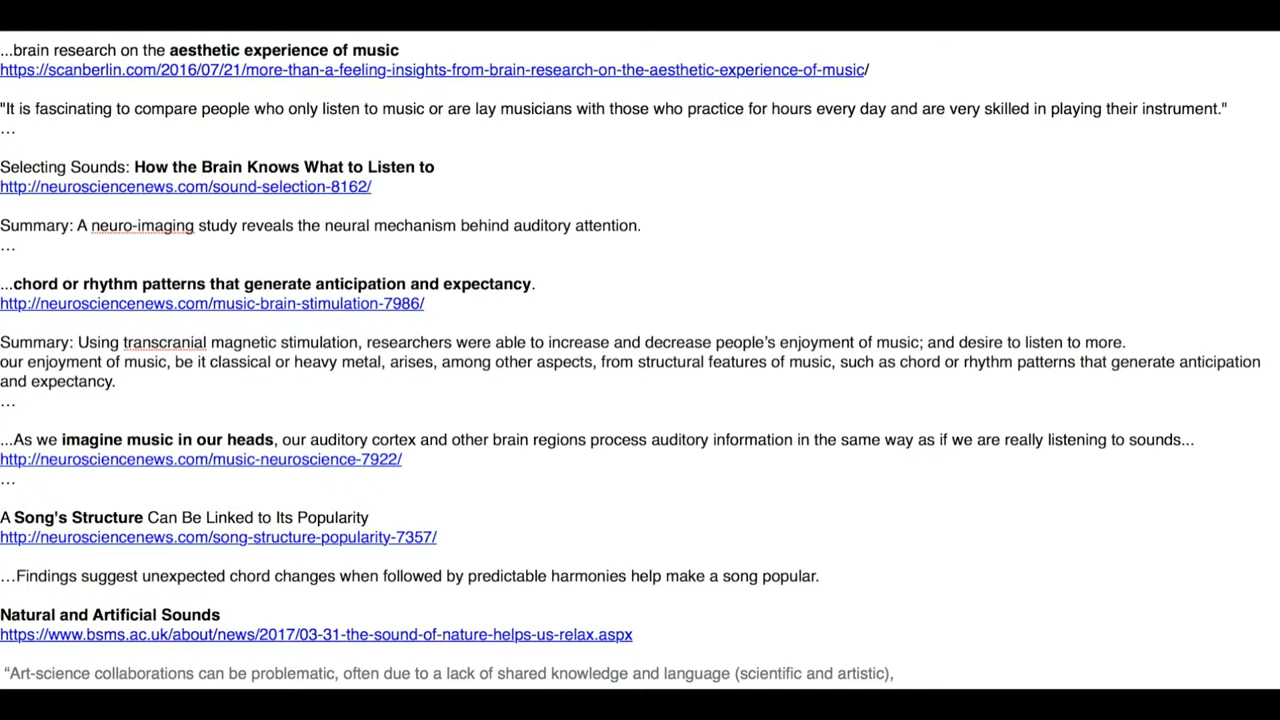 ...brain research on the aesthetic experience of music
https://scanberlin.com/2016/07/21/more-than-a-feeling-insights-from-brain-research-on-the-aesthetic-experience-of-music/
"It is fascinating to compare people who only listen to music or are lay musicians with those who practice for hours every day and are very skilled in playing their instrument."
…
Selecting Sounds: How the Brain Knows What to Listen to
http://neurosciencenews.com/sound-selection-8162/
Summary: A neuro-imaging study reveals the neural mechanism behind auditory attention.
…
...chord or rhythm patterns that generate anticipation and expectancy.
http://neurosciencenews.com/music-brain-stimulation-7986/
Summary: Using transcranial magnetic stimulation, researchers were able to increase and decrease people’s enjoyment of music; and desire to listen to more.
our enjoyment of music, be it classical or heavy metal, arises, among other aspects, from structural features of music, such as chord or rhythm patterns that generate anticipation
and expectancy.
…
...As we imagine music in our heads, our auditory cortex and other brain regions process auditory information in the same way as if we are really listening to sounds...
http://neurosciencenews.com/music-neuroscience-7922/
…
A Song's Structure Can Be Linked to Its Popularity
http://neurosciencenews.com/song-structure-popularity-7357/
…Findings suggest unexpected chord changes when followed by predictable harmonies help make a song popular.
Natural and Artificial Sounds
https://www.bsms.ac.uk/about/news/2017/03-31-the-sound-of-nature-helps-us-relax.aspx
“Art-science collaborations can be problematic, often due to a lack of shared knowledge and language (scientific and artistic),